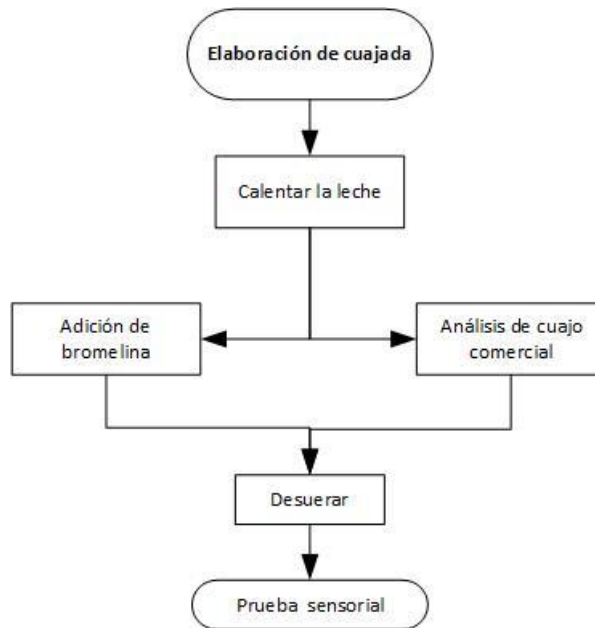 Elaboración de cuajada
Calentar la leche
Adición de
bromelina
Análisis de cuajo
comercial
Desuerar
Prueba sensorial